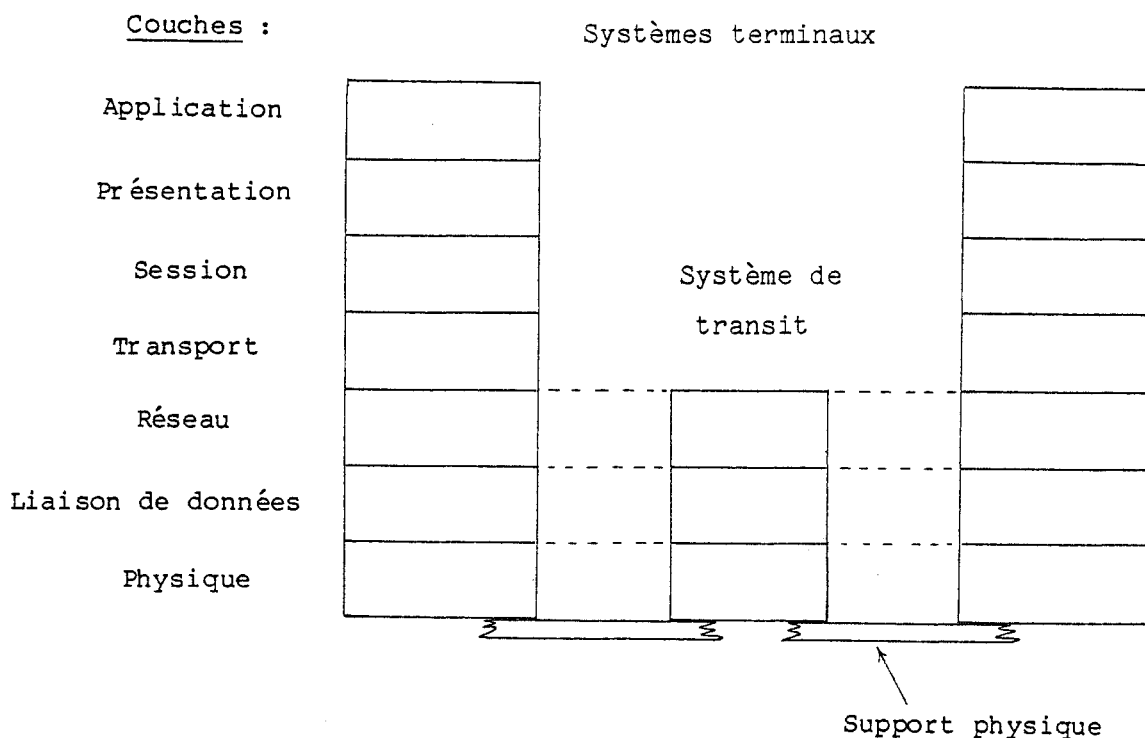 Couches :
Systèmes terminaux
Application
Présentation
Session
Système de
transit
Transport
Réseau
Liaison de données
Physique
Support physique